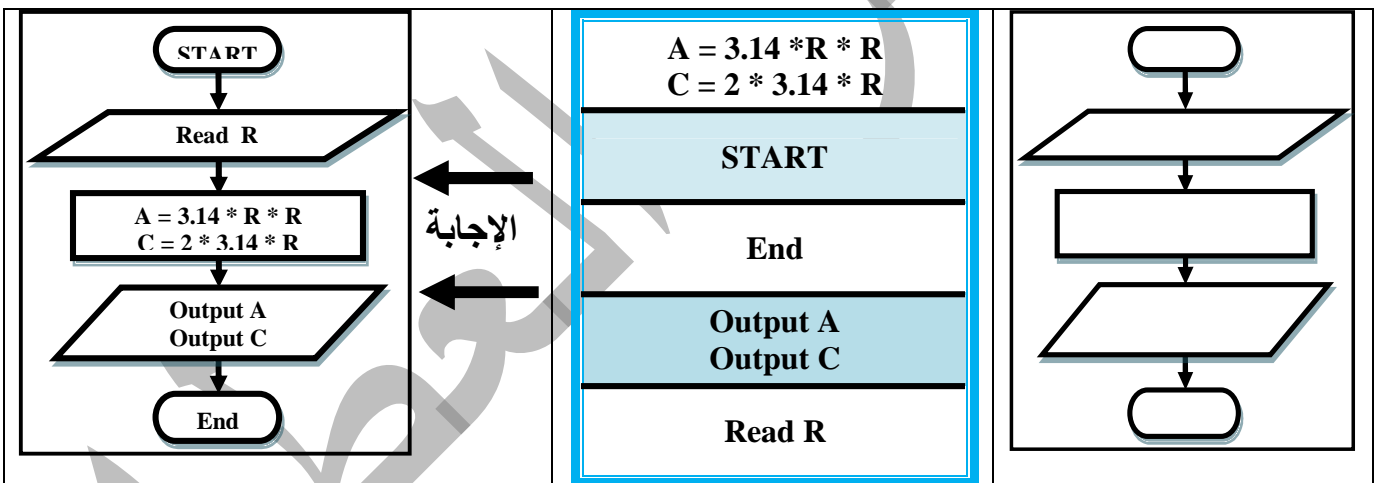 START
Read R
A = 3.14 * R * R
C = 2 * 3.14 * R
Output A
Output C
End
الإجابة
A = 3.14 *R * R
C = 2 * 3.14 * R
START
End
Output A
Output C
Read R